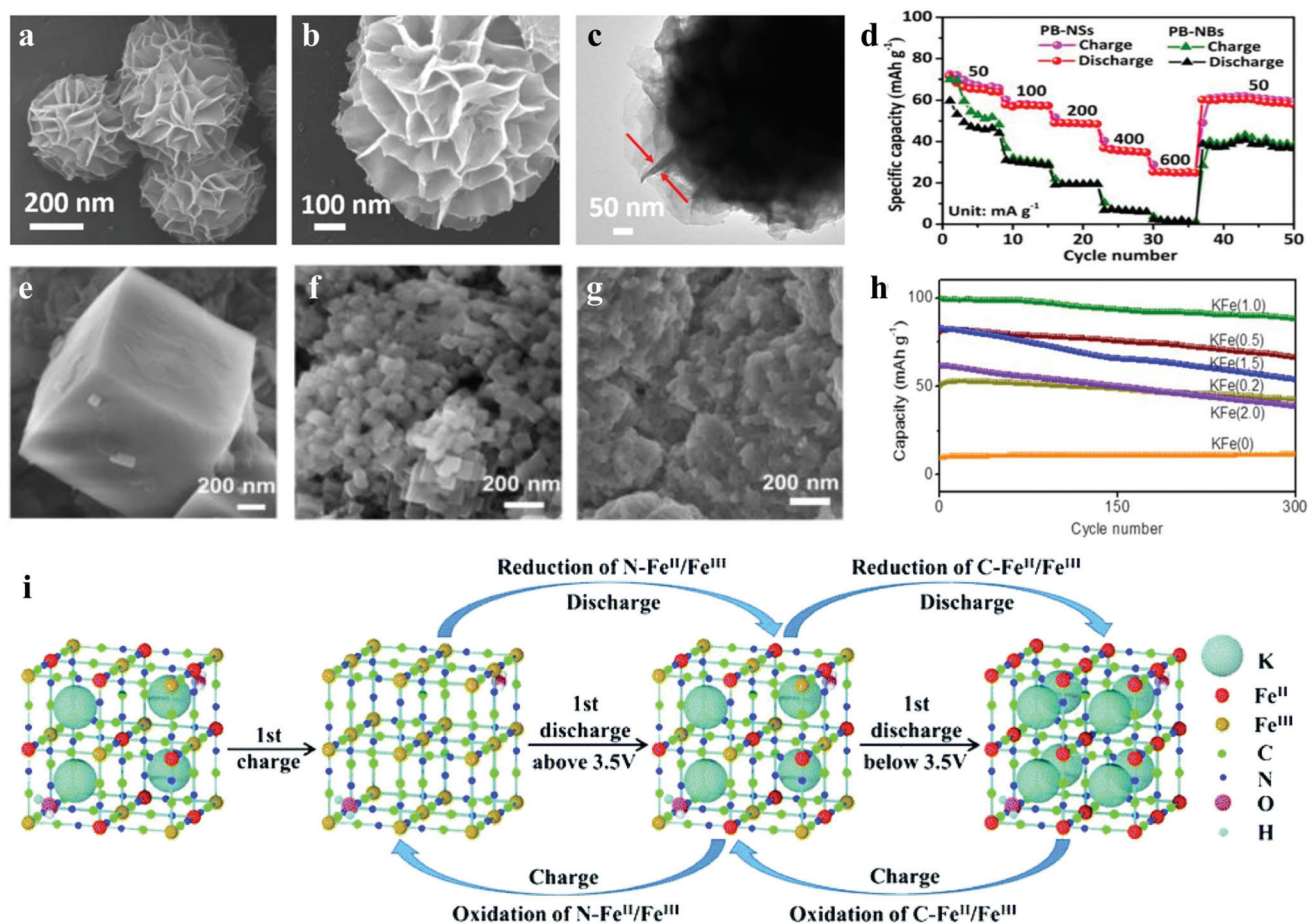 a
200 nm
b
100 nm
c
50 nm
d
PB-NSs
Charge
Discharge
PB-NBs
Charge
Discharge
50
100
200
400
600
50
Unit: mA g⁻¹
Specific capacity (mAh g⁻¹)
100
80
60
40
20
0
0
10
20
30
40
50
Cycle number
e
200 nm
f
200 nm
g
200 nm
h
KFe(1.0)
KFe(0.5)
KFe(1.5)
KFe(0.2)
KFe(2.0)
KFe(0)
Capacity (mAh g⁻¹)
100
50
0
0
150
300
Cycle number
i
Reduction of N-Feᴵᴵ/Feᴵᴵᴵ
Discharge
Reduction of C-Feᴵᴵ/Feᴵᴵᴵ
Discharge
1st
charge
1st
discharge
above 3.5V
1st
discharge
below 3.5V
K
Feᴵᴵ
Feᴵᴵᴵ
C
N
O
H
Charge
Oxidation of N-Feᴵᴵ/Feᴵᴵᴵ
Charge
Oxidation of C-Feᴵᴵ/Feᴵᴵᴵ